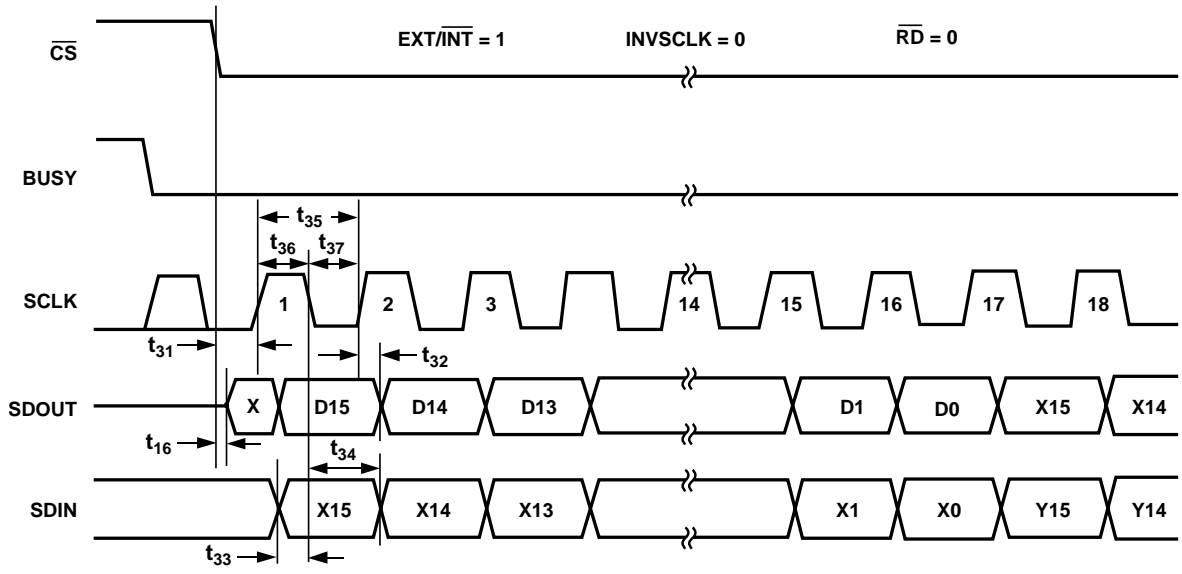 EXT/INT̅ = 1 INVSCLK = 0 R̅D̅ = 0
C̅S̅
BUSY
t35
t36 t37
SCLK 1 2 3 14 15 16 17 18
t31 t32
SDOUT X D15 D14 D13 D1 D0 X15 X14
t16 t34
SDIN X15 X14 X13 X1 X0 Y15 Y14
t33